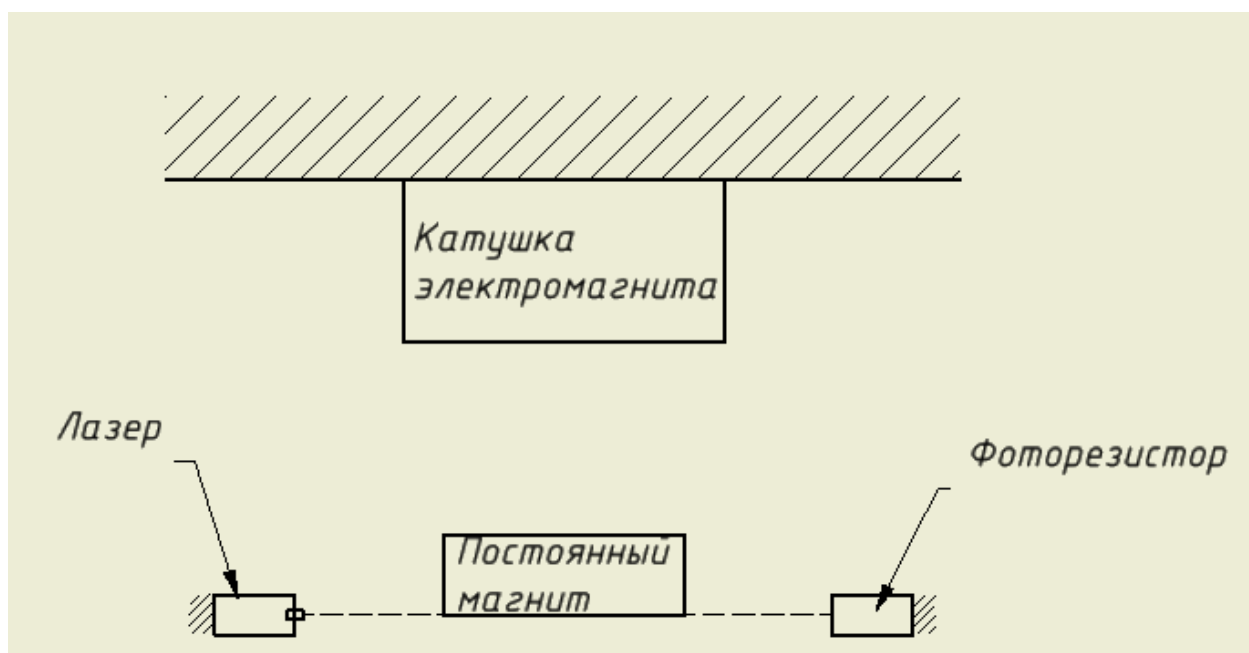 Катушка
электромагнита
Лазер
Фоторезистор
Постоянный
магнит